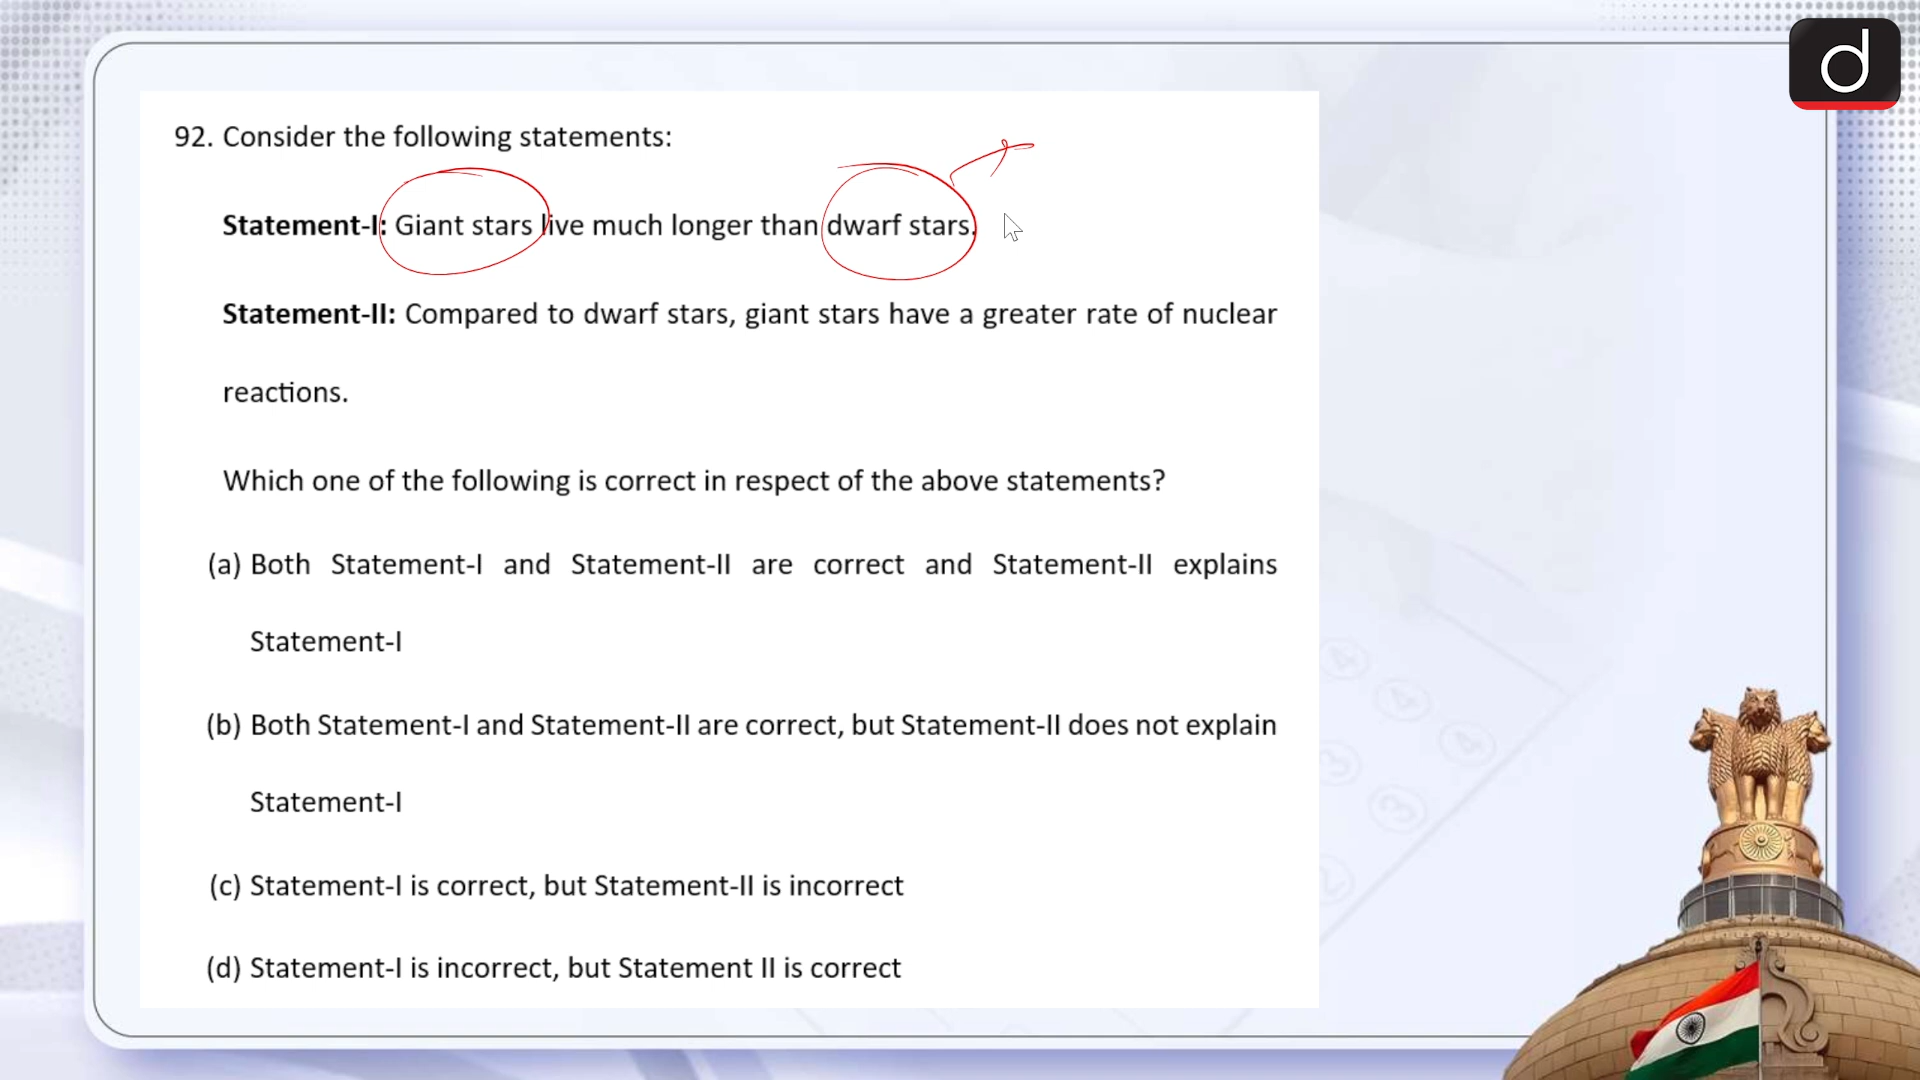 d
92. Consider the following statements:
Statement-I: Giant stars live much longer than dwarf stars.
Statement-II: Compared to dwarf stars, giant stars have a greater rate of nuclear
reactions.
Which one of the following is correct in respect of the above statements?
(a) Both Statement-I and Statement-II are correct and Statement-II explains
Statement-I
(b) Both Statement-I and Statement-II are correct, but Statement-II does not explain
Statement-I
(c) Statement-I is correct, but Statement-II is incorrect
(d) Statement-I is incorrect, but Statement II is correct